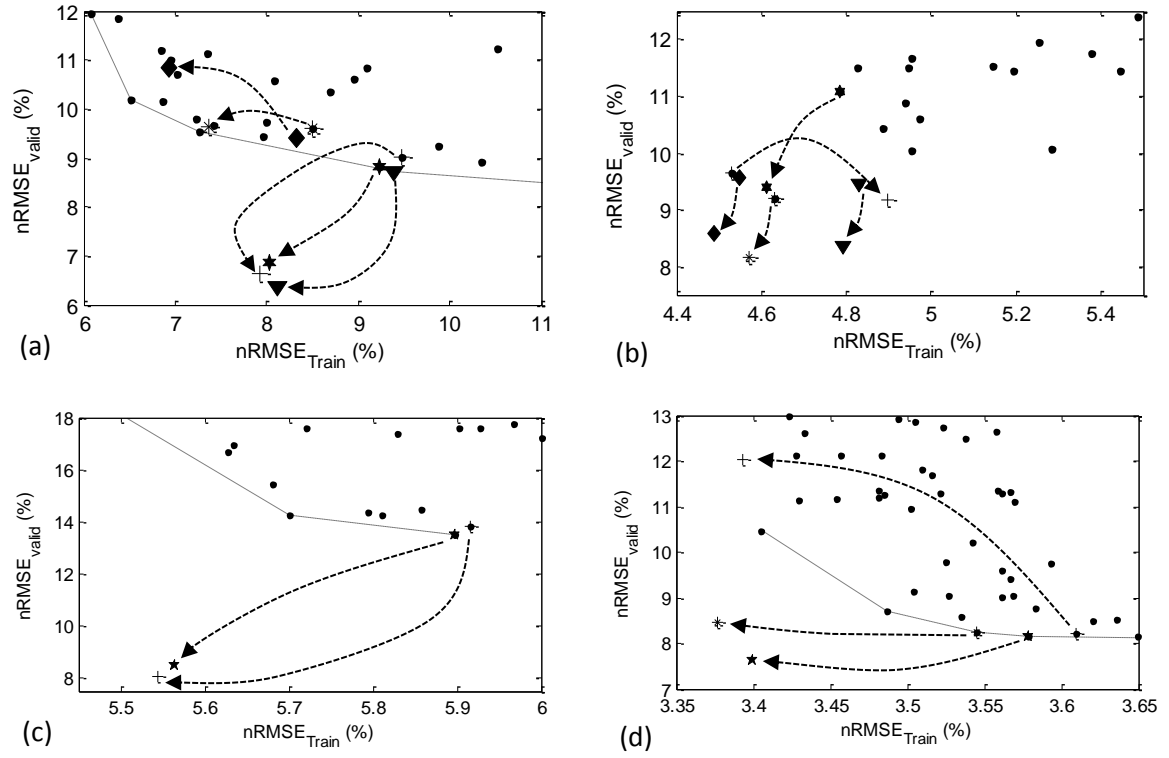 12
11
10
9
8
7
6
nRMSE_valid (%)
6 7 8 9 10 11
nRMSE_Train (%)
(a)
12
11
10
9
8
nRMSE_valid (%)
4.4 4.6 4.8 5 5.2 5.4
nRMSE_Train (%)
(b)
18
16
14
12
10
8
nRMSE_valid (%)
5.5 5.6 5.7 5.8 5.9 6
nRMSE_Train (%)
(c)
13
12
11
10
9
8
7
nRMSE_valid (%)
3.35 3.4 3.45 3.5 3.55 3.6 3.65
nRMSE_Train (%)
(d)